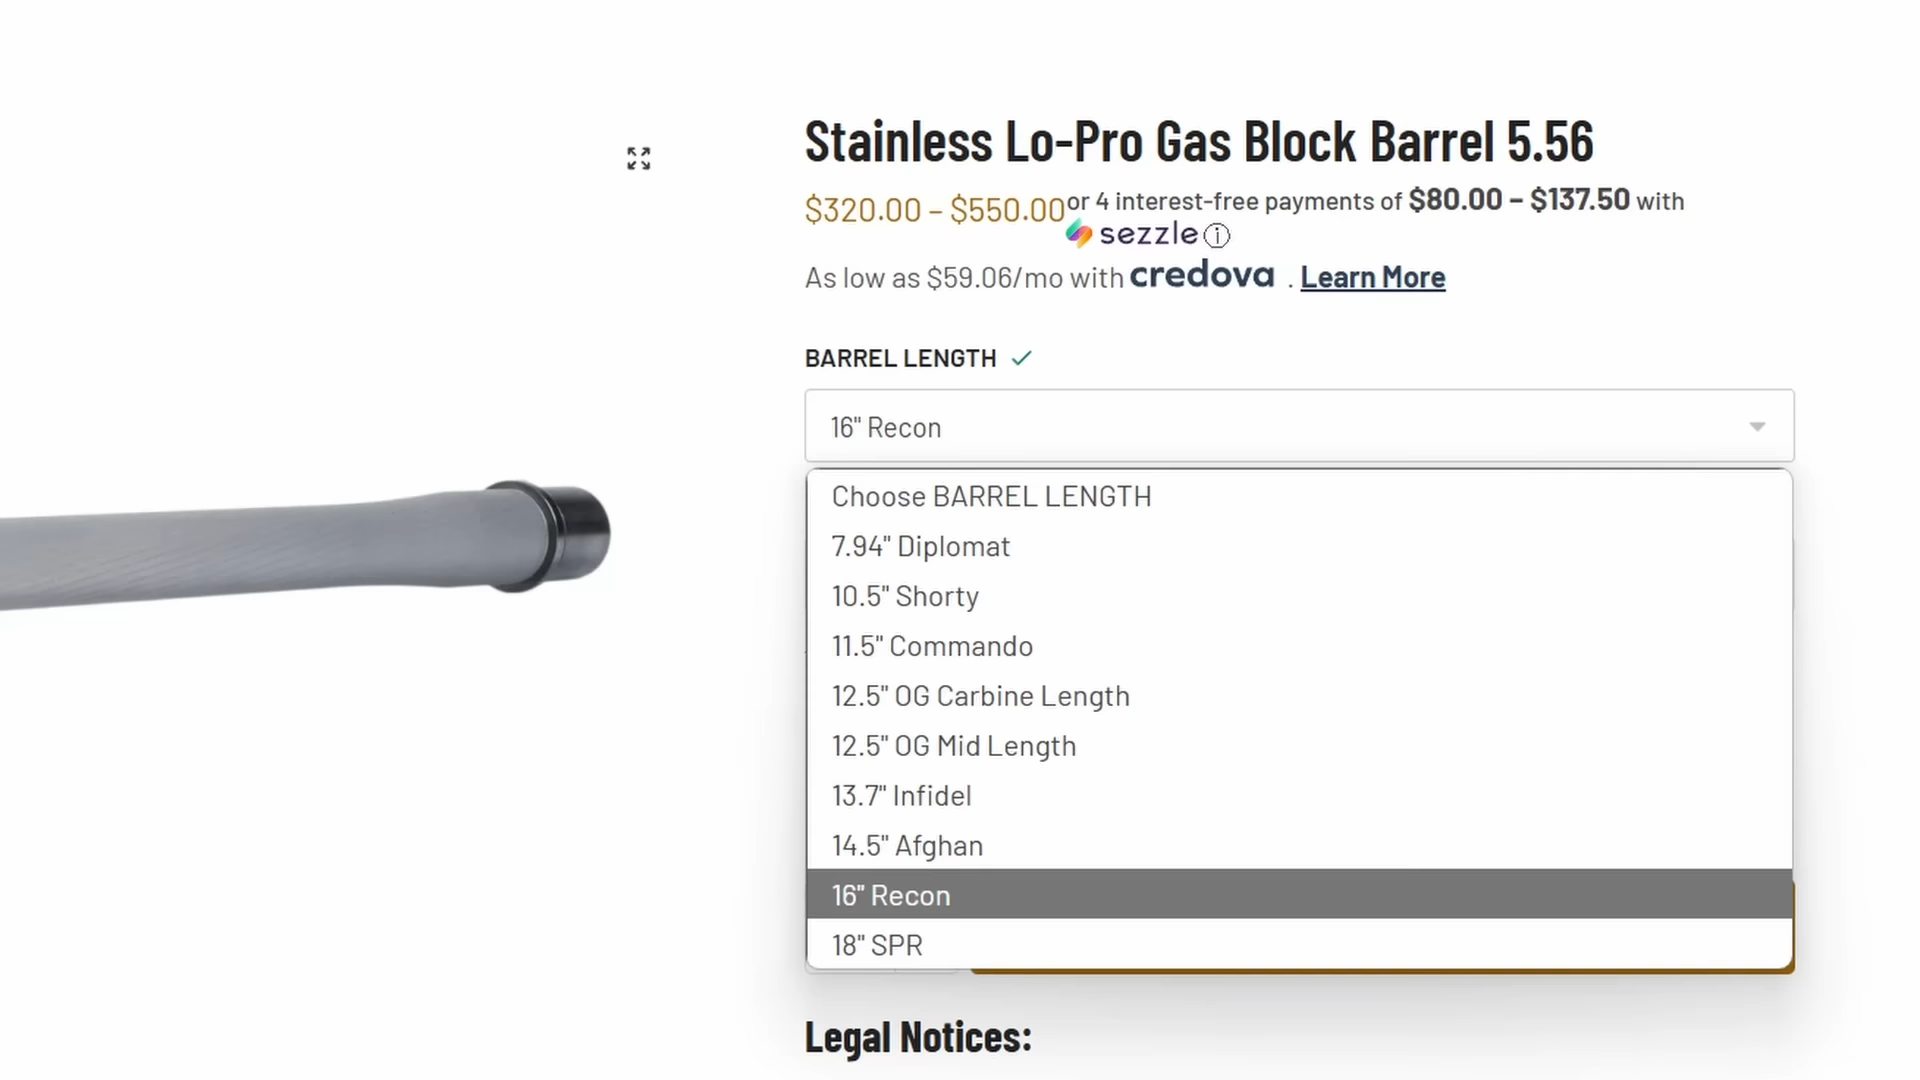 Stainless Lo-Pro Gas Block Barrel 5.56
$320.00 – $550.00 or 4 interest-free payments of $80.00 – $137.50 with
sezzle ⓘ
As low as $59.06/mo with credova . Learn More
BARREL LENGTH
16" Recon
Choose BARREL LENGTH
7.94" Diplomat
10.5" Shorty
11.5" Commando
12.5" OG Carbine Length
12.5" OG Mid Length
13.7" Infidel
14.5" Afghan
16" Recon
18" SPR
Legal Notices: